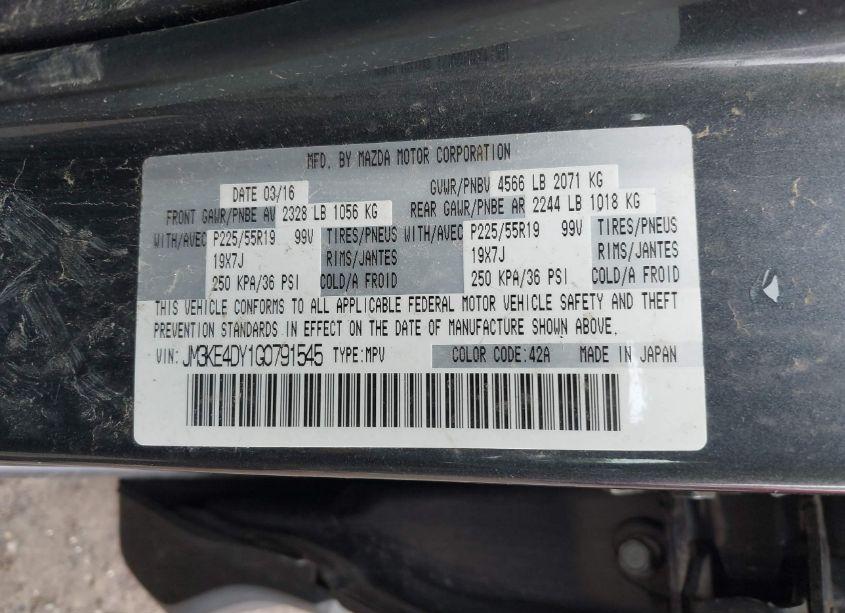 MFD. BY MAZDA MOTOR CORPORATION
DATE 03/16 GVWR/PNBV 4566 LB 2071 KG
FRONT GAWR/PNBE AV 2328 LB 1056 KG REAR GAWR/PNBE AR 2244 LB 1018 KG
WITH/AVEC P225/55R19 99V TIRES/PNEUS WITH/AVEC P225/55R19 99V TIRES/PNEUS
19X7J RIMS/JANTES 19X7J RIMS/JANTES
250 KPA/36 PSI COLD/A FROID 250 KPA/36 PSI COLD/A FROID
THIS VEHICLE CONFORMS TO ALL APPLICABLE FEDERAL MOTOR VEHICLE SAFETY AND THEFT
PREVENTION STANDARDS IN EFFECT ON THE DATE OF MANUFACTURE SHOWN ABOVE.
VIN: JM3KE4DY1G0791545 TYPE:MPV COLOR CODE:42A MADE IN JAPAN